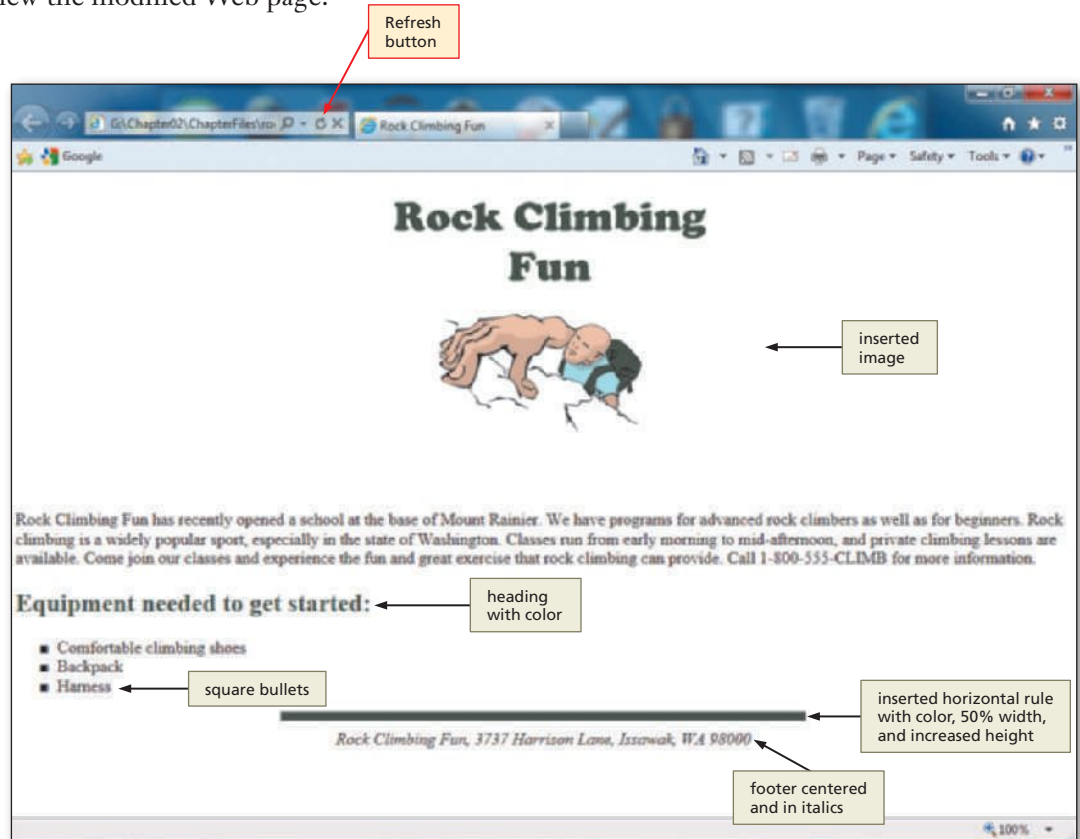 view the modified Web page.
Refresh
button
G:\Chapter02\ChapterFiles\ro
Rock Climbing Fun
Google
Page
Safety
Tools
Rock Climbing
Fun
inserted
image
Rock Climbing Fun has recently opened a school at the base of Mount Rainier. We have programs for advanced rock climbers as well as for beginners. Rock
climbing is a widely popular sport, especially in the state of Washington. Classes run from early morning to mid-afternoon, and private climbing lessons are
available. Come join our classes and experience the fun and great exercise that rock climbing can provide. Call 1-800-555-CLIMB for more information.
Equipment needed to get started:
heading
with color
Comfortable climbing shoes
Backpack
Harness
square bullets
inserted horizontal rule
with color, 50% width,
and increased height
Rock Climbing Fun, 3737 Harrison Lane, Issawak, WA 98000
footer centered
and in italics
100%